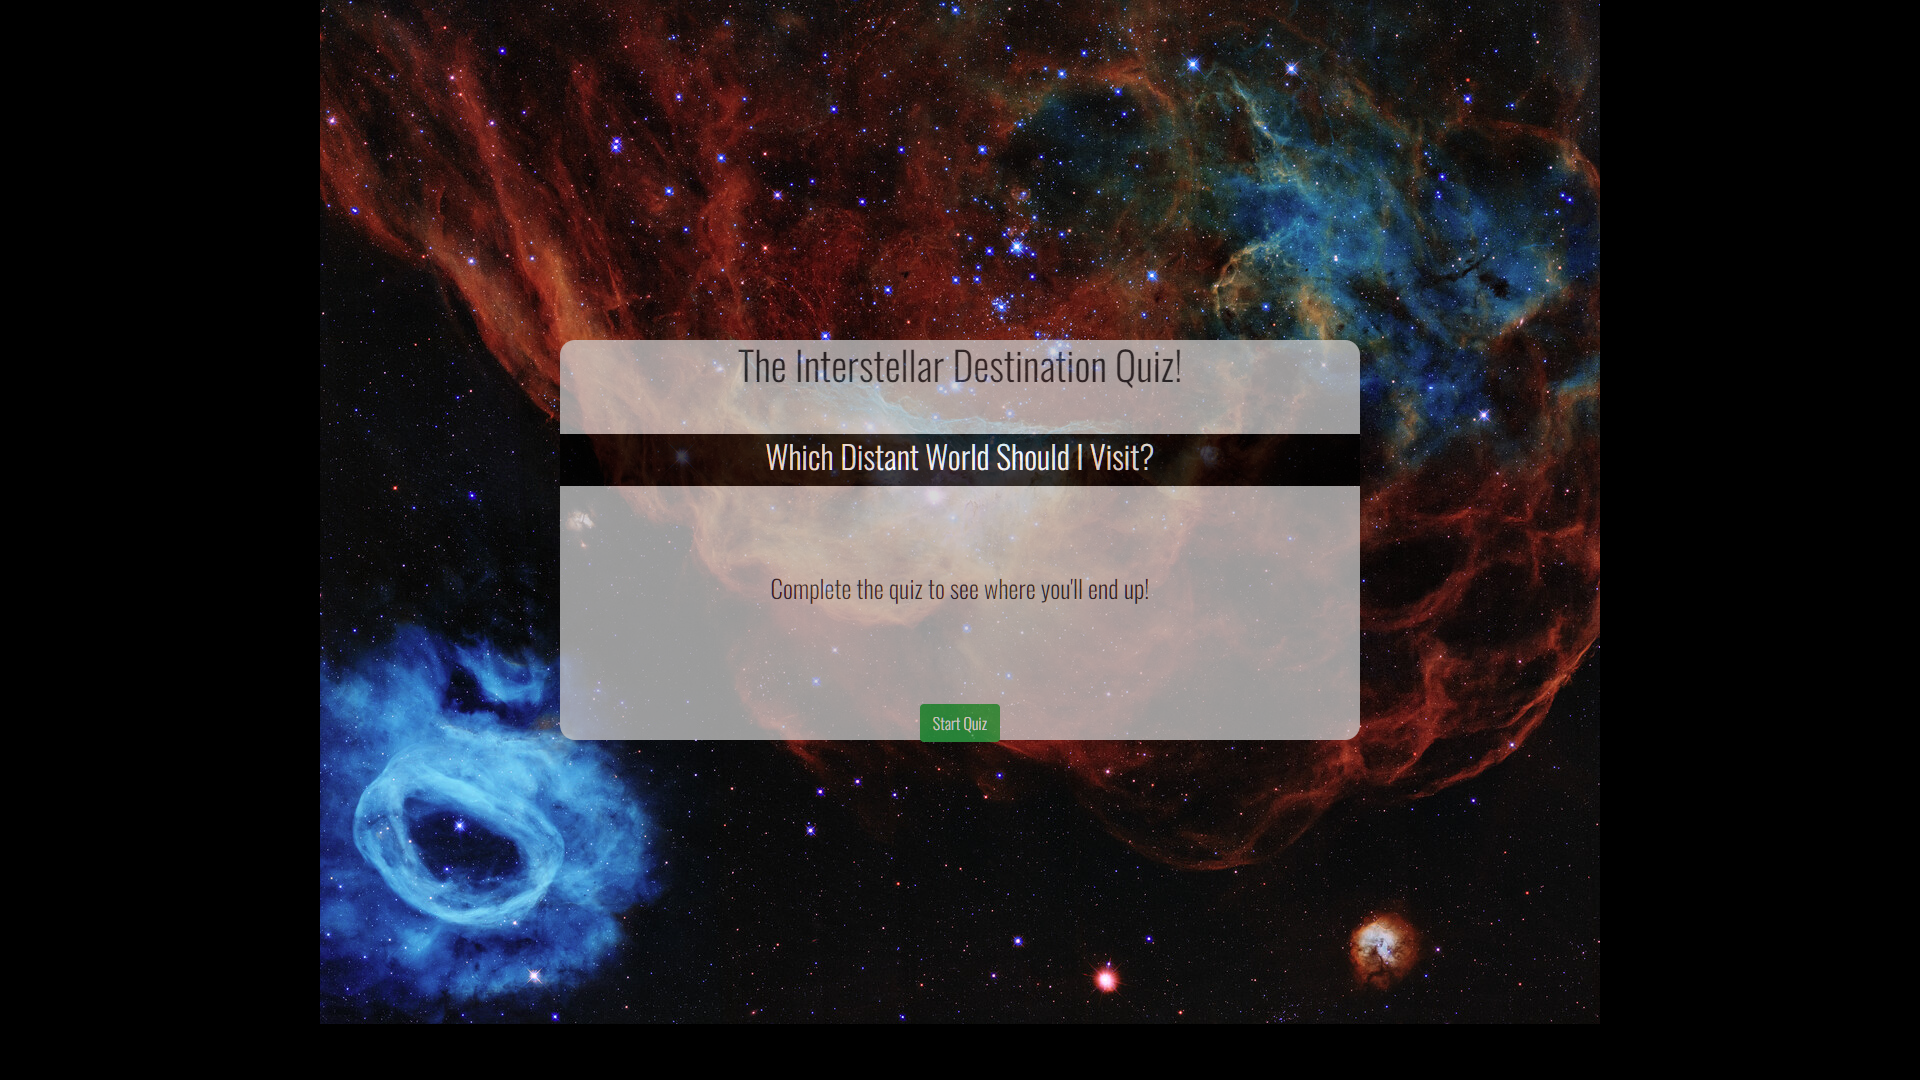 The Interstellar Destination Quiz!
Which Distant World Should I Visit?
Complete the quiz to see where you'll end up!
Start Quiz